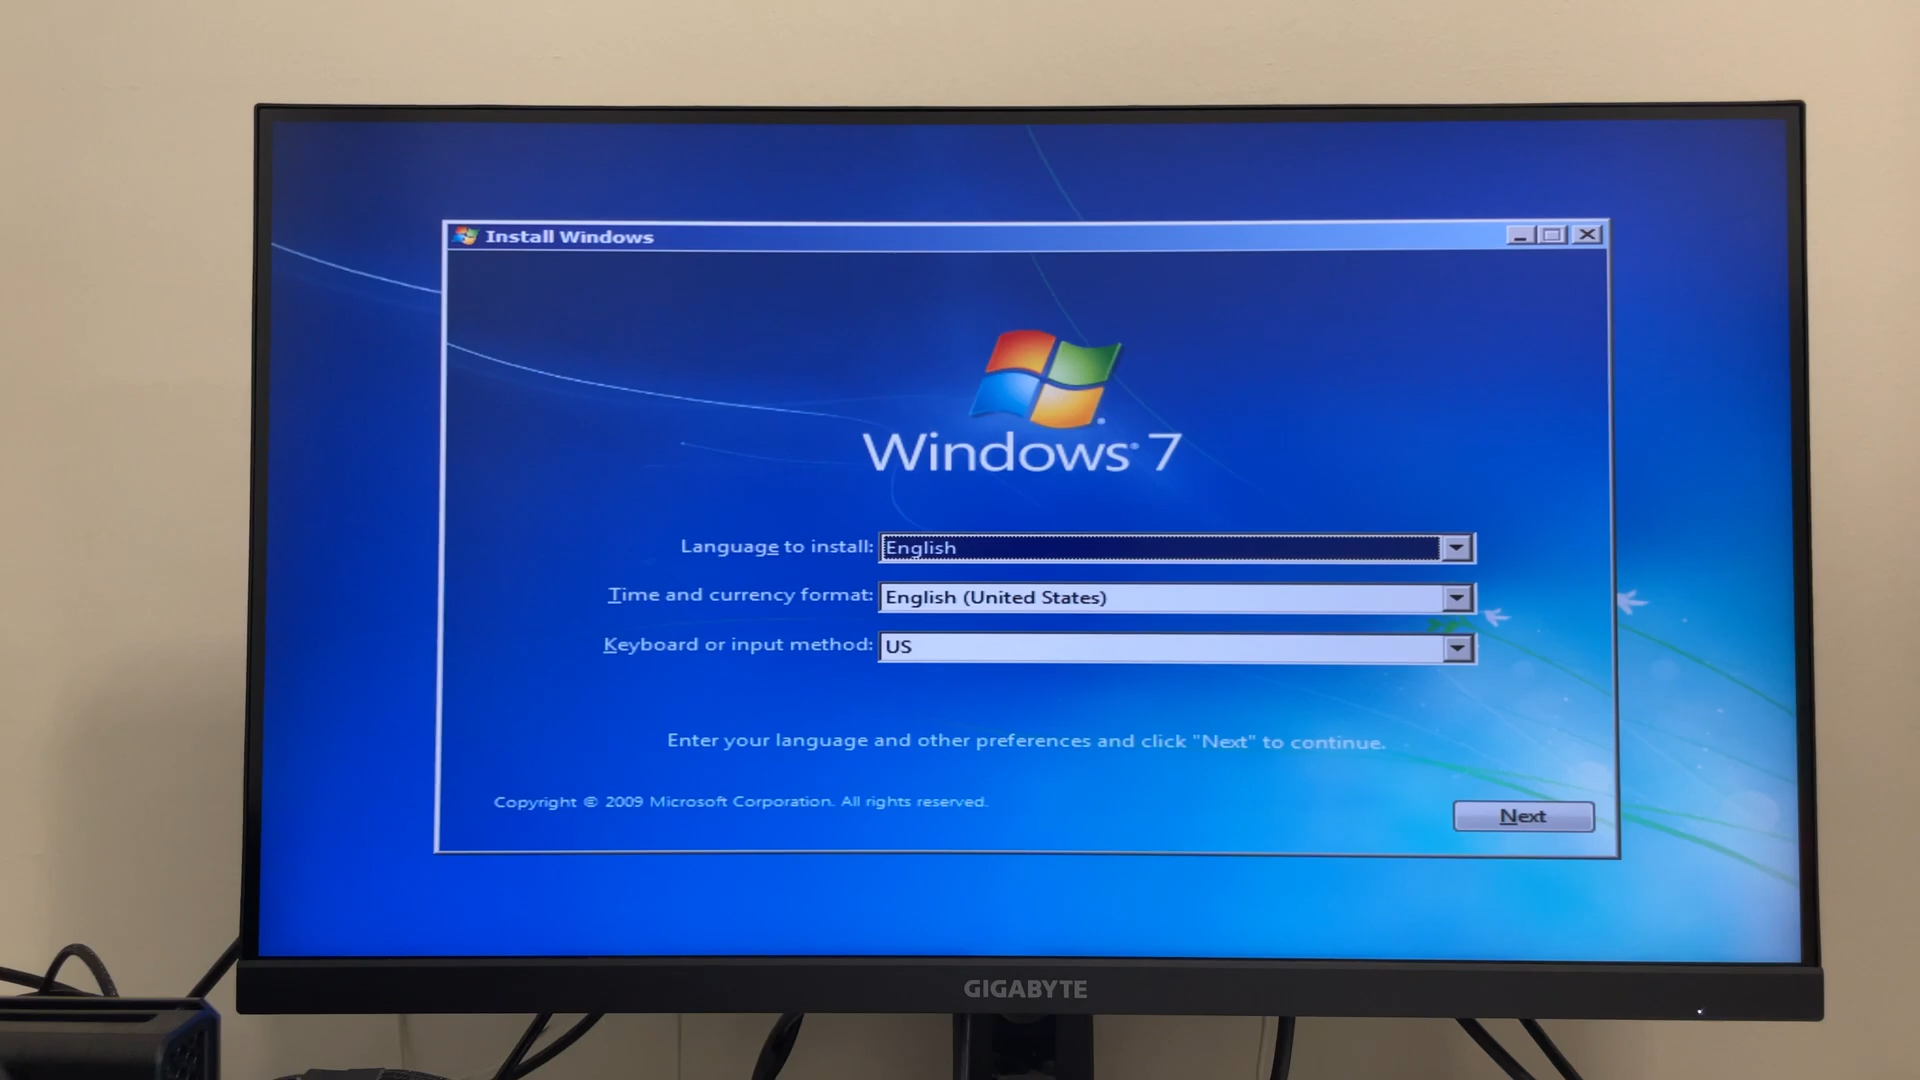 Install Windows
Windows® 7
Language to install: English
Time and currency format: English (United States)
Keyboard or input method: US
Enter your language and other preferences and click "Next" to continue.
Copyright © 2009 Microsoft Corporation. All rights reserved.
Next
GIGABYTE